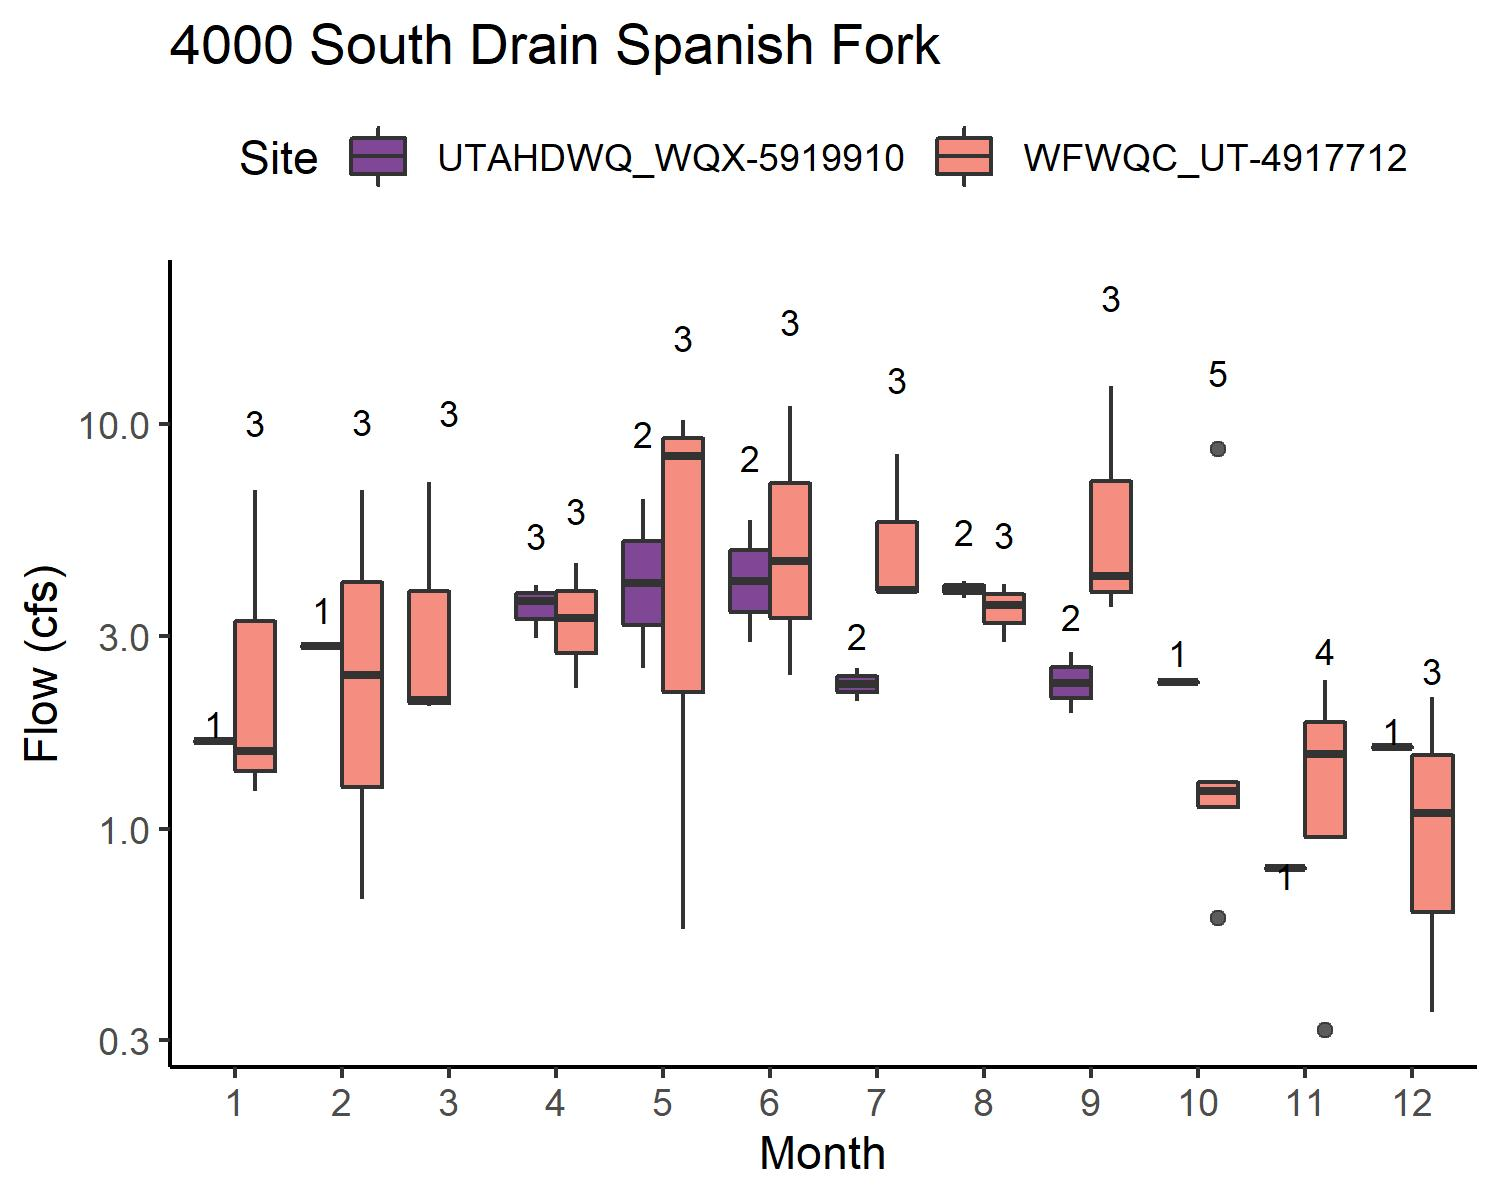 4000 South Drain Spanish Fork
Site UTAHDWQ_WQX-5919910 WFWQC_UT-4917712
3
3 3
3 3 3 3 5
10.0
2 2
3 3 2 3
1 2 2
3.0
1 4 3
1 1
1.0
1
0.3
Flow (cfs)
1 2 3 4 5 6 7 8 9 10 11 12
Month